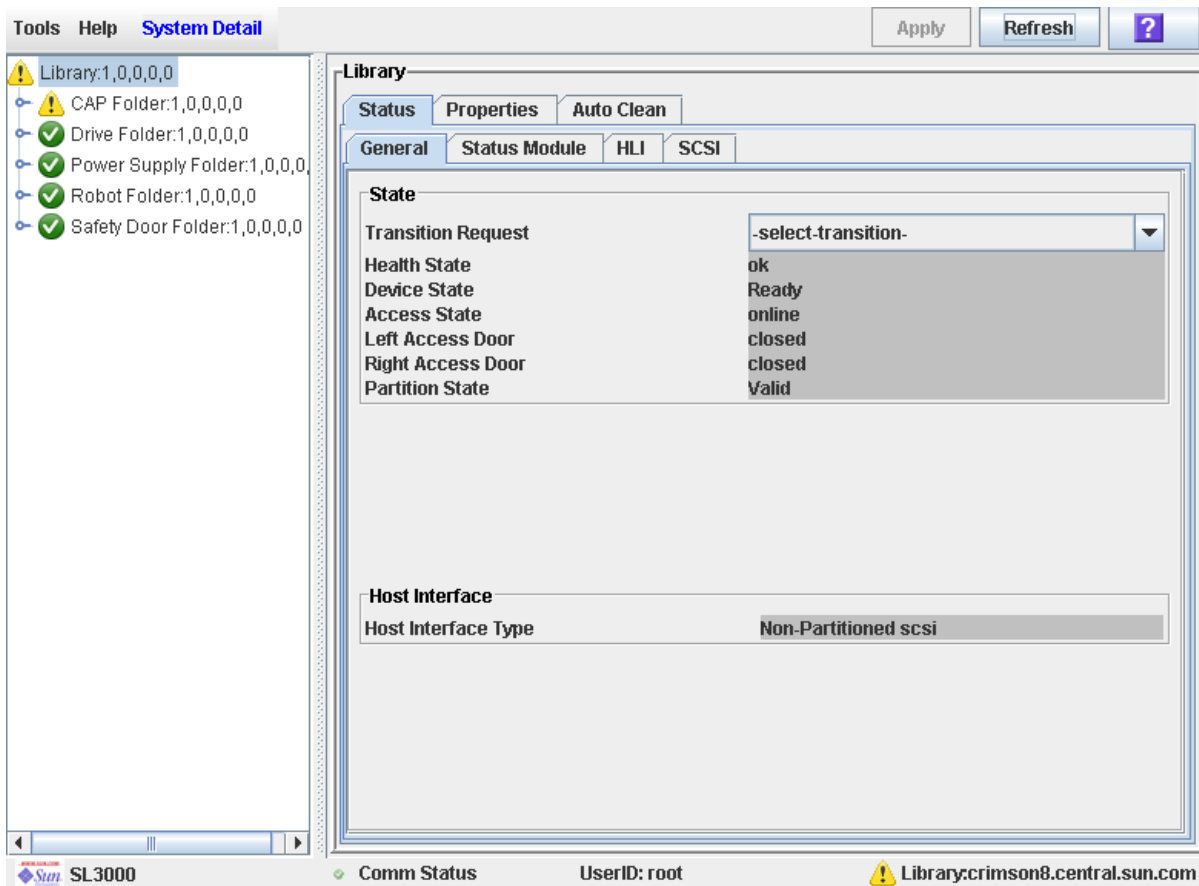 Tools Help System Detail
Apply Refresh ?
Library:1,0,0,0,0
CAP Folder:1,0,0,0,0
Drive Folder:1,0,0,0,0
Power Supply Folder:1,0,0,0,
Robot Folder:1,0,0,0,0
Safety Door Folder:1,0,0,0,0
Library
Status Properties Auto Clean
General Status Module HLI SCSI
State
Transition Request -select-transition-
Health State ok
Device State Ready
Access State online
Left Access Door closed
Right Access Door closed
Partition State Valid
Host Interface
Host Interface Type Non-Partitioned scsi
Sun SL3000 Comm Status UserID: root Library:crimson8.central.sun.com